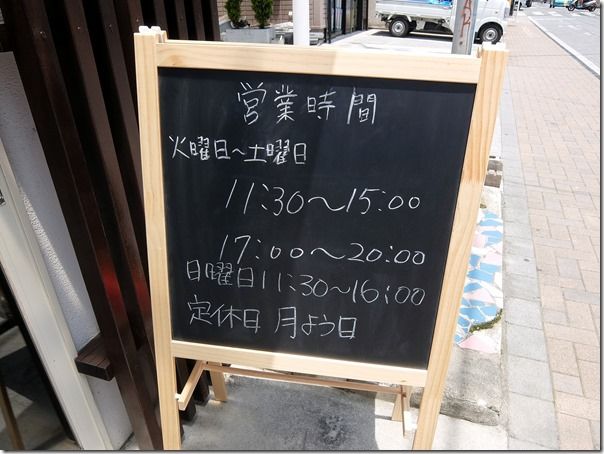 営業時間
火曜日～土曜日
11:30～15:00
17:00～20:00
日曜日11:30～16:00
定休日 月よう日